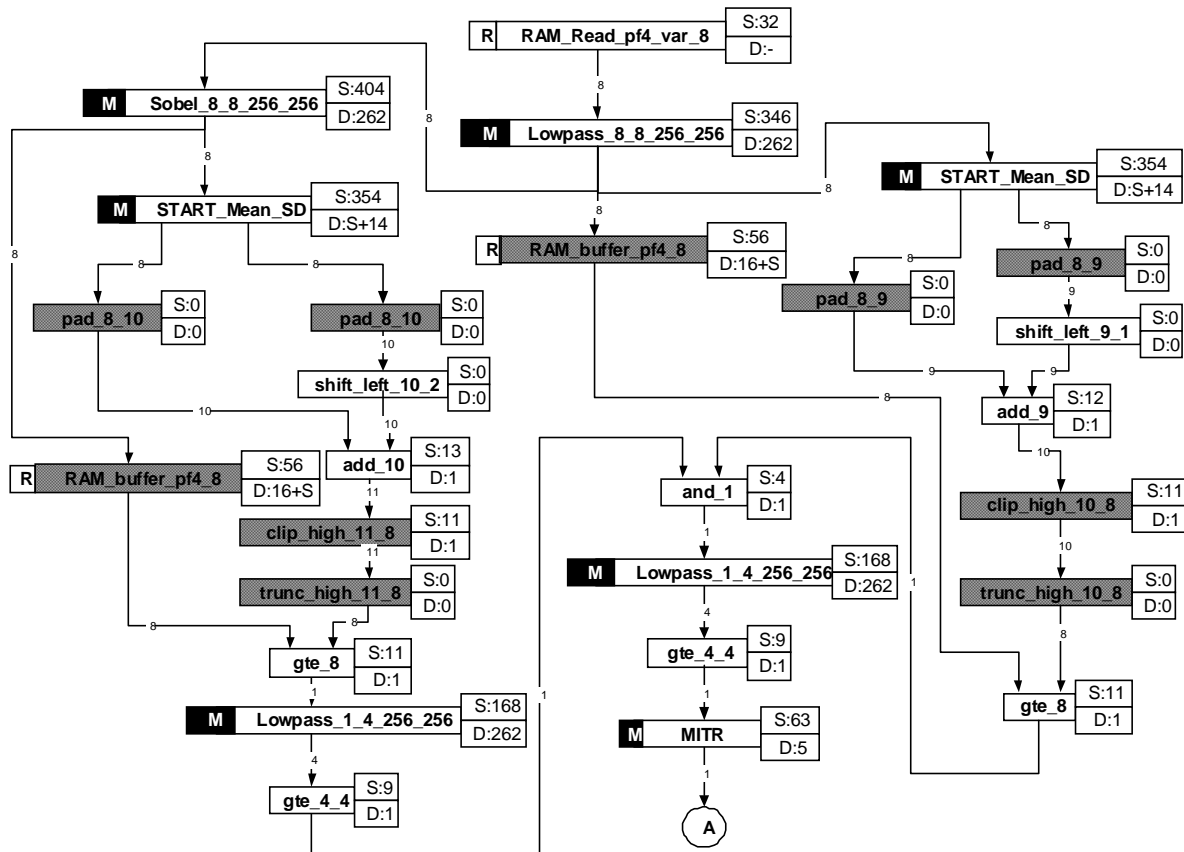 R RAM_Read_pf4_var_8 S:32
D:-
8
M Sobel_8_8_256_256 S:404
D:262
M Lowpass_8_8_256_256 S:346
D:262
8
8
8
8
8
M START_Mean_SD S:354
D:S+14
M START_Mean_SD S:354
D:S+14
R RAM_buffer_pf4_8 S:56
D:16+S
8
8
8
8
8
pad_8_9 S:0
D:0
pad_8_9 S:0
D:0
9
pad_8_10 S:0
D:0
pad_8_10 S:0
D:0
10
shift_left_9_1 S:0
D:0
shift_left_10_2 S:0
D:0
9
9
8
10
10
add_9 S:12
D:1
10
R RAM_buffer_pf4_8 S:56
D:16+S
add_10 S:13
D:1
11
and_1 S:4
D:1
1
clip_high_10_8 S:11
D:1
10
clip_high_11_8 S:11
D:1
11
trunc_high_11_8 S:0
D:0
M Lowpass_1_4_256_256 S:168
D:262
4
trunc_high_10_8 S:0
D:0
8
1
8
8
gte_8 S:11
D:1
1
gte_4_4 S:9
D:1
1
1
gte_8 S:11
D:1
M Lowpass_1_4_256_256 S:168
D:262
4
M MITR S:63
D:5
1
gte_4_4 S:9
D:1
A